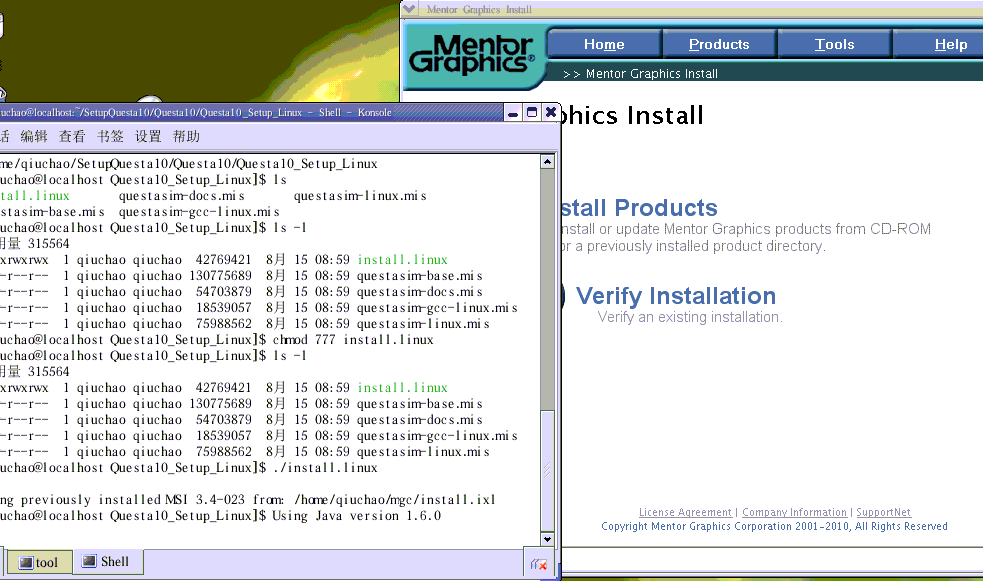 Mentor Graphics Install
Mentor
Graphics®
Home Products Tools Help
>> Mentor Graphics Install
phics Install
stall Products
nstall or update Mentor Graphics products from CD-ROM
or a previously installed product directory.
Verify Installation
Verify an existing installation.
License Agreement | Company Information | SupportNet
Copyright Mentor Graphics Corporation 2001-2010, All Rights Reserved
uchao@localhost:~/SetupQuesta10/Questa10/Questa10_Setup_Linux - Shell - Konsole
话 编辑 查看 书签 设置 帮助
me/qiuchao/SetupQuesta10/Questa10/Questa10_Setup_Linux
uchao@localhost Questa10_Setup_Linux]$ ls
tall.linux questasim-docs.mis questasim-linux.mis
stasim-base.mis questasim-gcc-linux.mis
uchao@localhost Questa10_Setup_Linux]$ ls -l
用量 315564
xrwxrwx 1 qiuchao qiuchao 42769421 8月 15 08:59 install.linux
-r--r-- 1 qiuchao qiuchao 130775689 8月 15 08:59 questasim-base.mis
-r--r-- 1 qiuchao qiuchao 54703879 8月 15 08:59 questasim-docs.mis
-r--r-- 1 qiuchao qiuchao 18539057 8月 15 08:59 questasim-gcc-linux.mis
-r--r-- 1 qiuchao qiuchao 75988562 8月 15 08:59 questasim-linux.mis
uchao@localhost Questa10_Setup_Linux]$ chmod 777 install.linux
uchao@localhost Questa10_Setup_Linux]$ ls -l
用量 315564
xrwxrwx 1 qiuchao qiuchao 42769421 8月 15 08:59 install.linux
-r--r-- 1 qiuchao qiuchao 130775689 8月 15 08:59 questasim-base.mis
-r--r-- 1 qiuchao qiuchao 54703879 8月 15 08:59 questasim-docs.mis
-r--r-- 1 qiuchao qiuchao 18539057 8月 15 08:59 questasim-gcc-linux.mis
-r--r-- 1 qiuchao qiuchao 75988562 8月 15 08:59 questasim-linux.mis
uchao@localhost Questa10_Setup_Linux]$ ./install.linux
ng previously installed MSI 3.4-023 from: /home/qiuchao/mgc/install.ixl
uchao@localhost Questa10_Setup_Linux]$ Using Java version 1.6.0
tool Shell